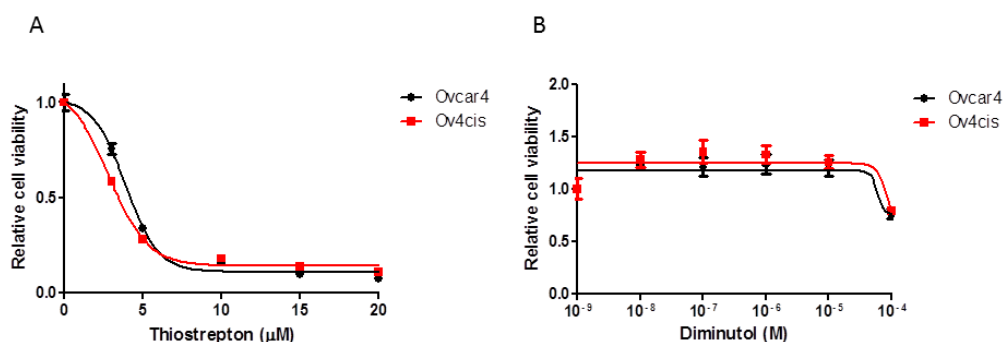 A
Relative cell viability
1.0
0.5
0.0
0
5
10
15
20
Thiostrepton (μM)
Ovcar4
Ov4cis
B
Relative cell viability
2.0
1.5
1.0
0.5
0.0
10⁻⁹
10⁻⁸
10⁻⁷
10⁻⁶
10⁻⁵
10⁻⁴
Diminutol (M)
Ovcar4
Ov4cis